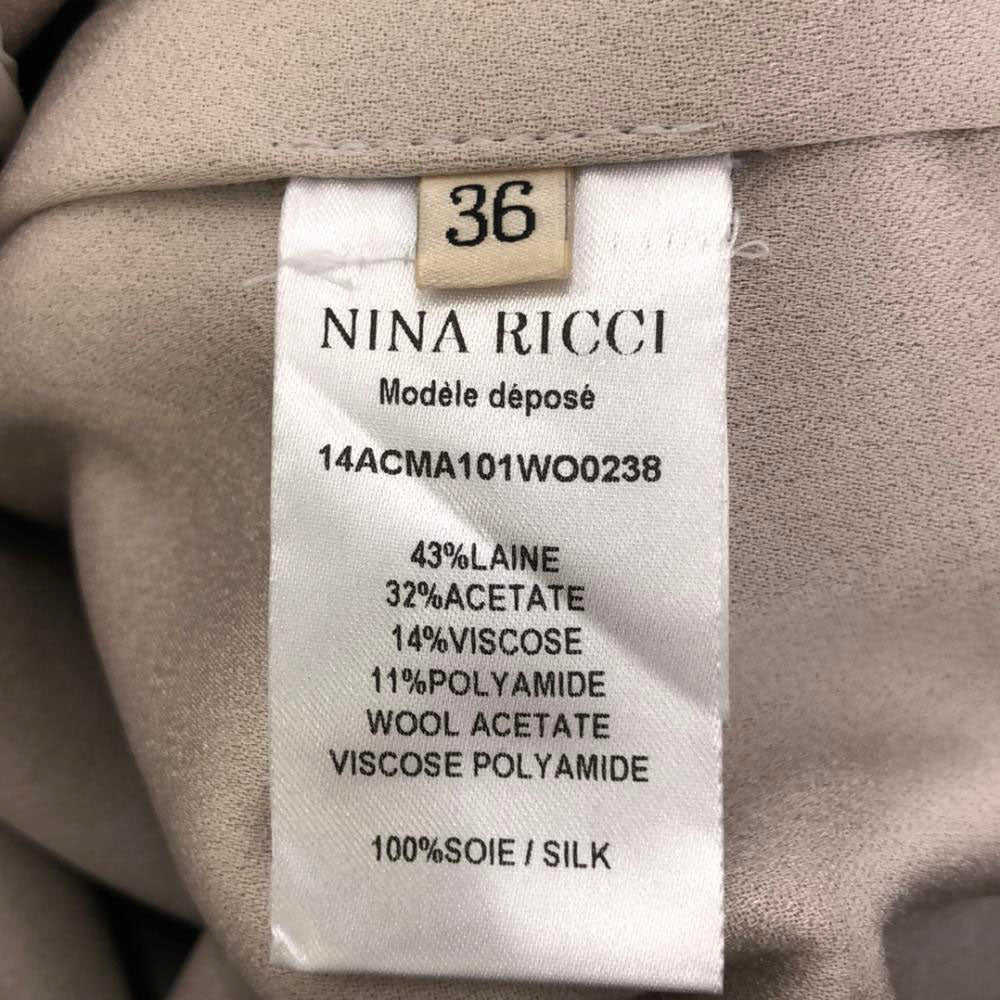 36
NINA RICCI
Modèle déposé
14ACMA101WO0238
43%LAINE
32%ACETATE
14%VISCOSE
11%POLYAMIDE
WOOL ACETATE
VISCOSE POLYAMIDE
100%SOIE / SILK